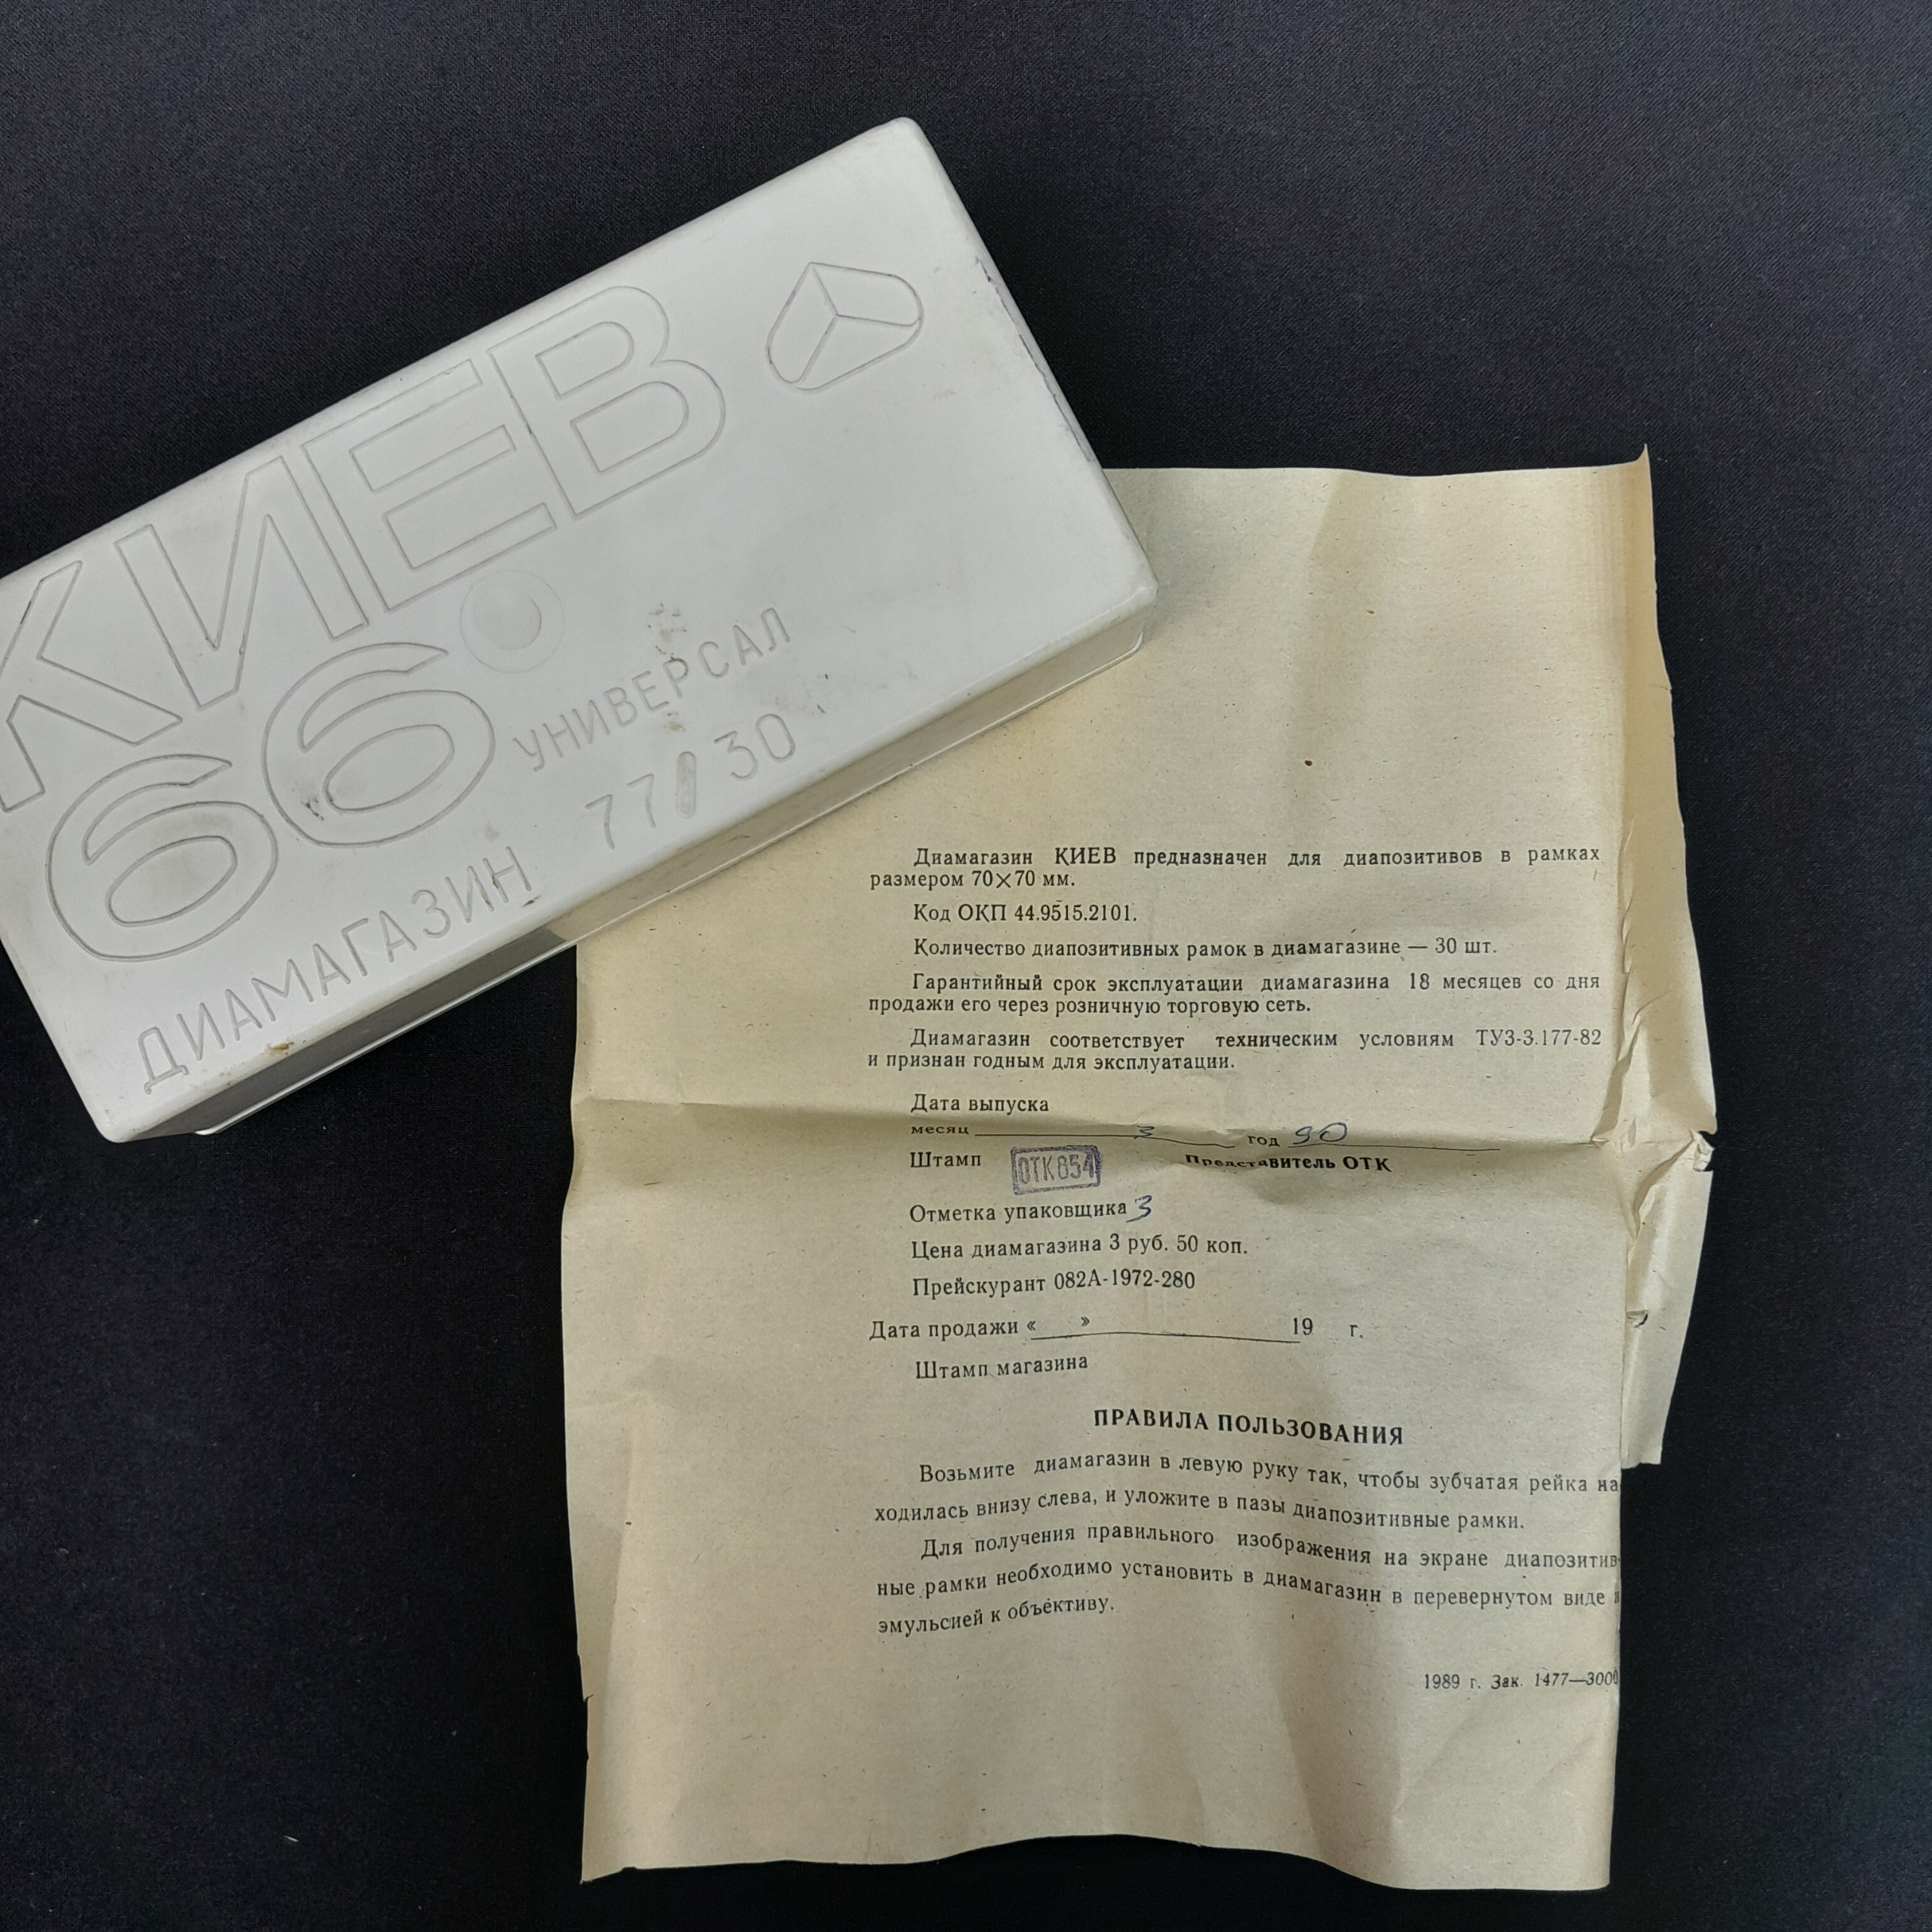 КИЕВ
66 УНИВЕРСАЛ
ДИАМАГАЗИН 77/30
Диамагазин КИЕВ предназначен для диапозитивов в рамках
размером 70×70 мм.
Код ОКП 44.9515.2101.
Количество диапозитивных рамок в диамагазине — 30 шт.
Гарантийный срок эксплуатации диамагазина 18 месяцев со дня
продажи его через розничную торговую сеть.
Диамагазин соответствует техническим условиям ТУ3-3.177-82
и признан годным для эксплуатации.
Дата выпуска
месяц 3 год 90
Штамп ОТК854 Представитель ОТК
Отметка упаковщика 3
Цена диамагазина 3 руб. 50 коп.
Прейскурант 082А-1972-280
Дата продажи « » 19 г.
Штамп магазина
ПРАВИЛА ПОЛЬЗОВАНИЯ
Возьмите диамагазин в левую руку так, чтобы зубчатая рейка на
ходилась внизу слева, и уложите в пазы диапозитивные рамки.
Для получения правильного изображения на экране диапозитив-
ные рамки необходимо установить в диамагазин в перевернутом виде
эмульсией к объективу.
1989 г. Зак. 1477—3000